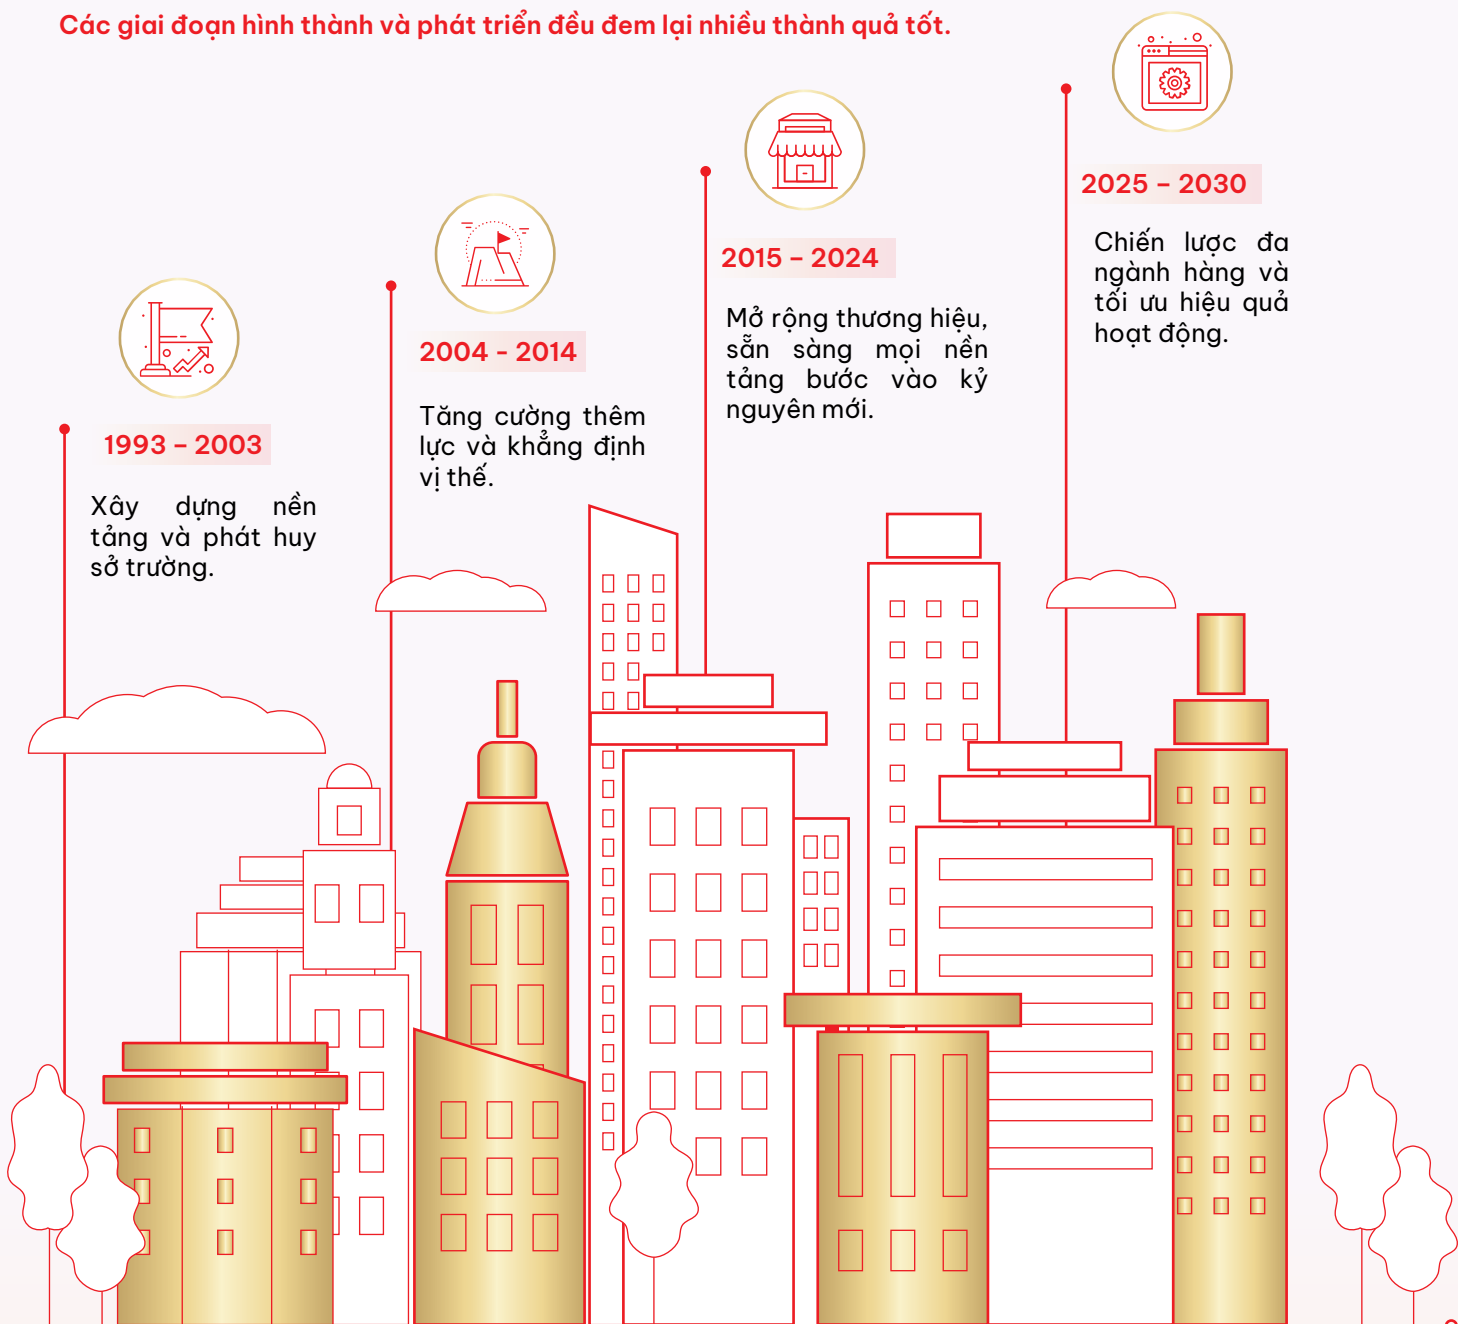 Các giai đoạn hình thành và phát triển đều đem lại nhiều thành quả tốt.
1993 – 2003
Xây dựng nền
tảng và phát huy
sở trường.
2004 - 2014
Tăng cường thêm
lực và khẳng định
vị thế.
2015 – 2024
Mở rộng thương hiệu,
sẵn sàng mọi nền
tảng bước vào kỷ
nguyên mới.
2025 – 2030
Chiến lược đa
ngành hàng và
tối ưu hiệu quả
hoạt động.